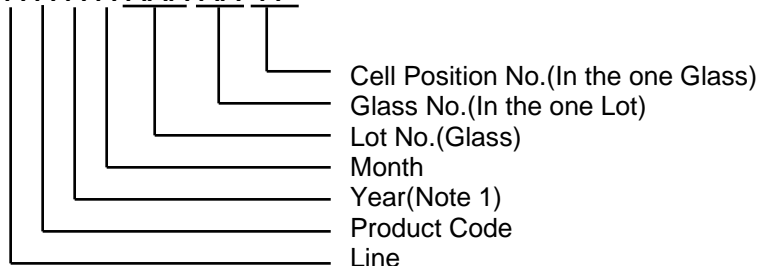 Cell Position No.(In the one Glass)
Glass No.(In the one Lot)
Lot No.(Glass)
Month
Year(Note 1)
Product Code
Line